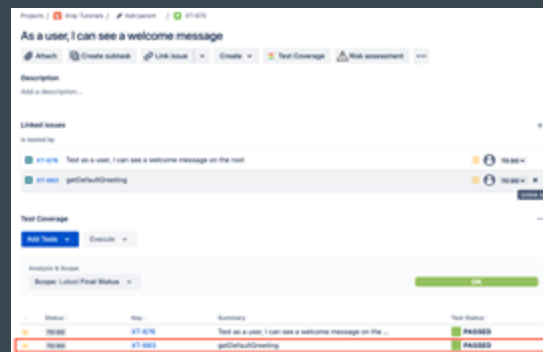 Projects / Xray Tutorials / Add parent / XT-675
As a user, I can see a welcome message
Attach Create subtask Link issue Create Test Coverage Risk assessment
Description
Add a description...
Linked issues
is tested by
XT-676 Test as a user, I can see a welcome message on the root TO DO
XT-683 getDefaultGreeting TO DO
Test Coverage
Add Tests Execute
Analysis & Scope
Scope: Latest Final Status OK
Status Key Summary Test Status
TO DO XT-676 Test as a user, I can see a welcome message on the ... PASSED
TO DO XT-683 getDefaultGreeting PASSED